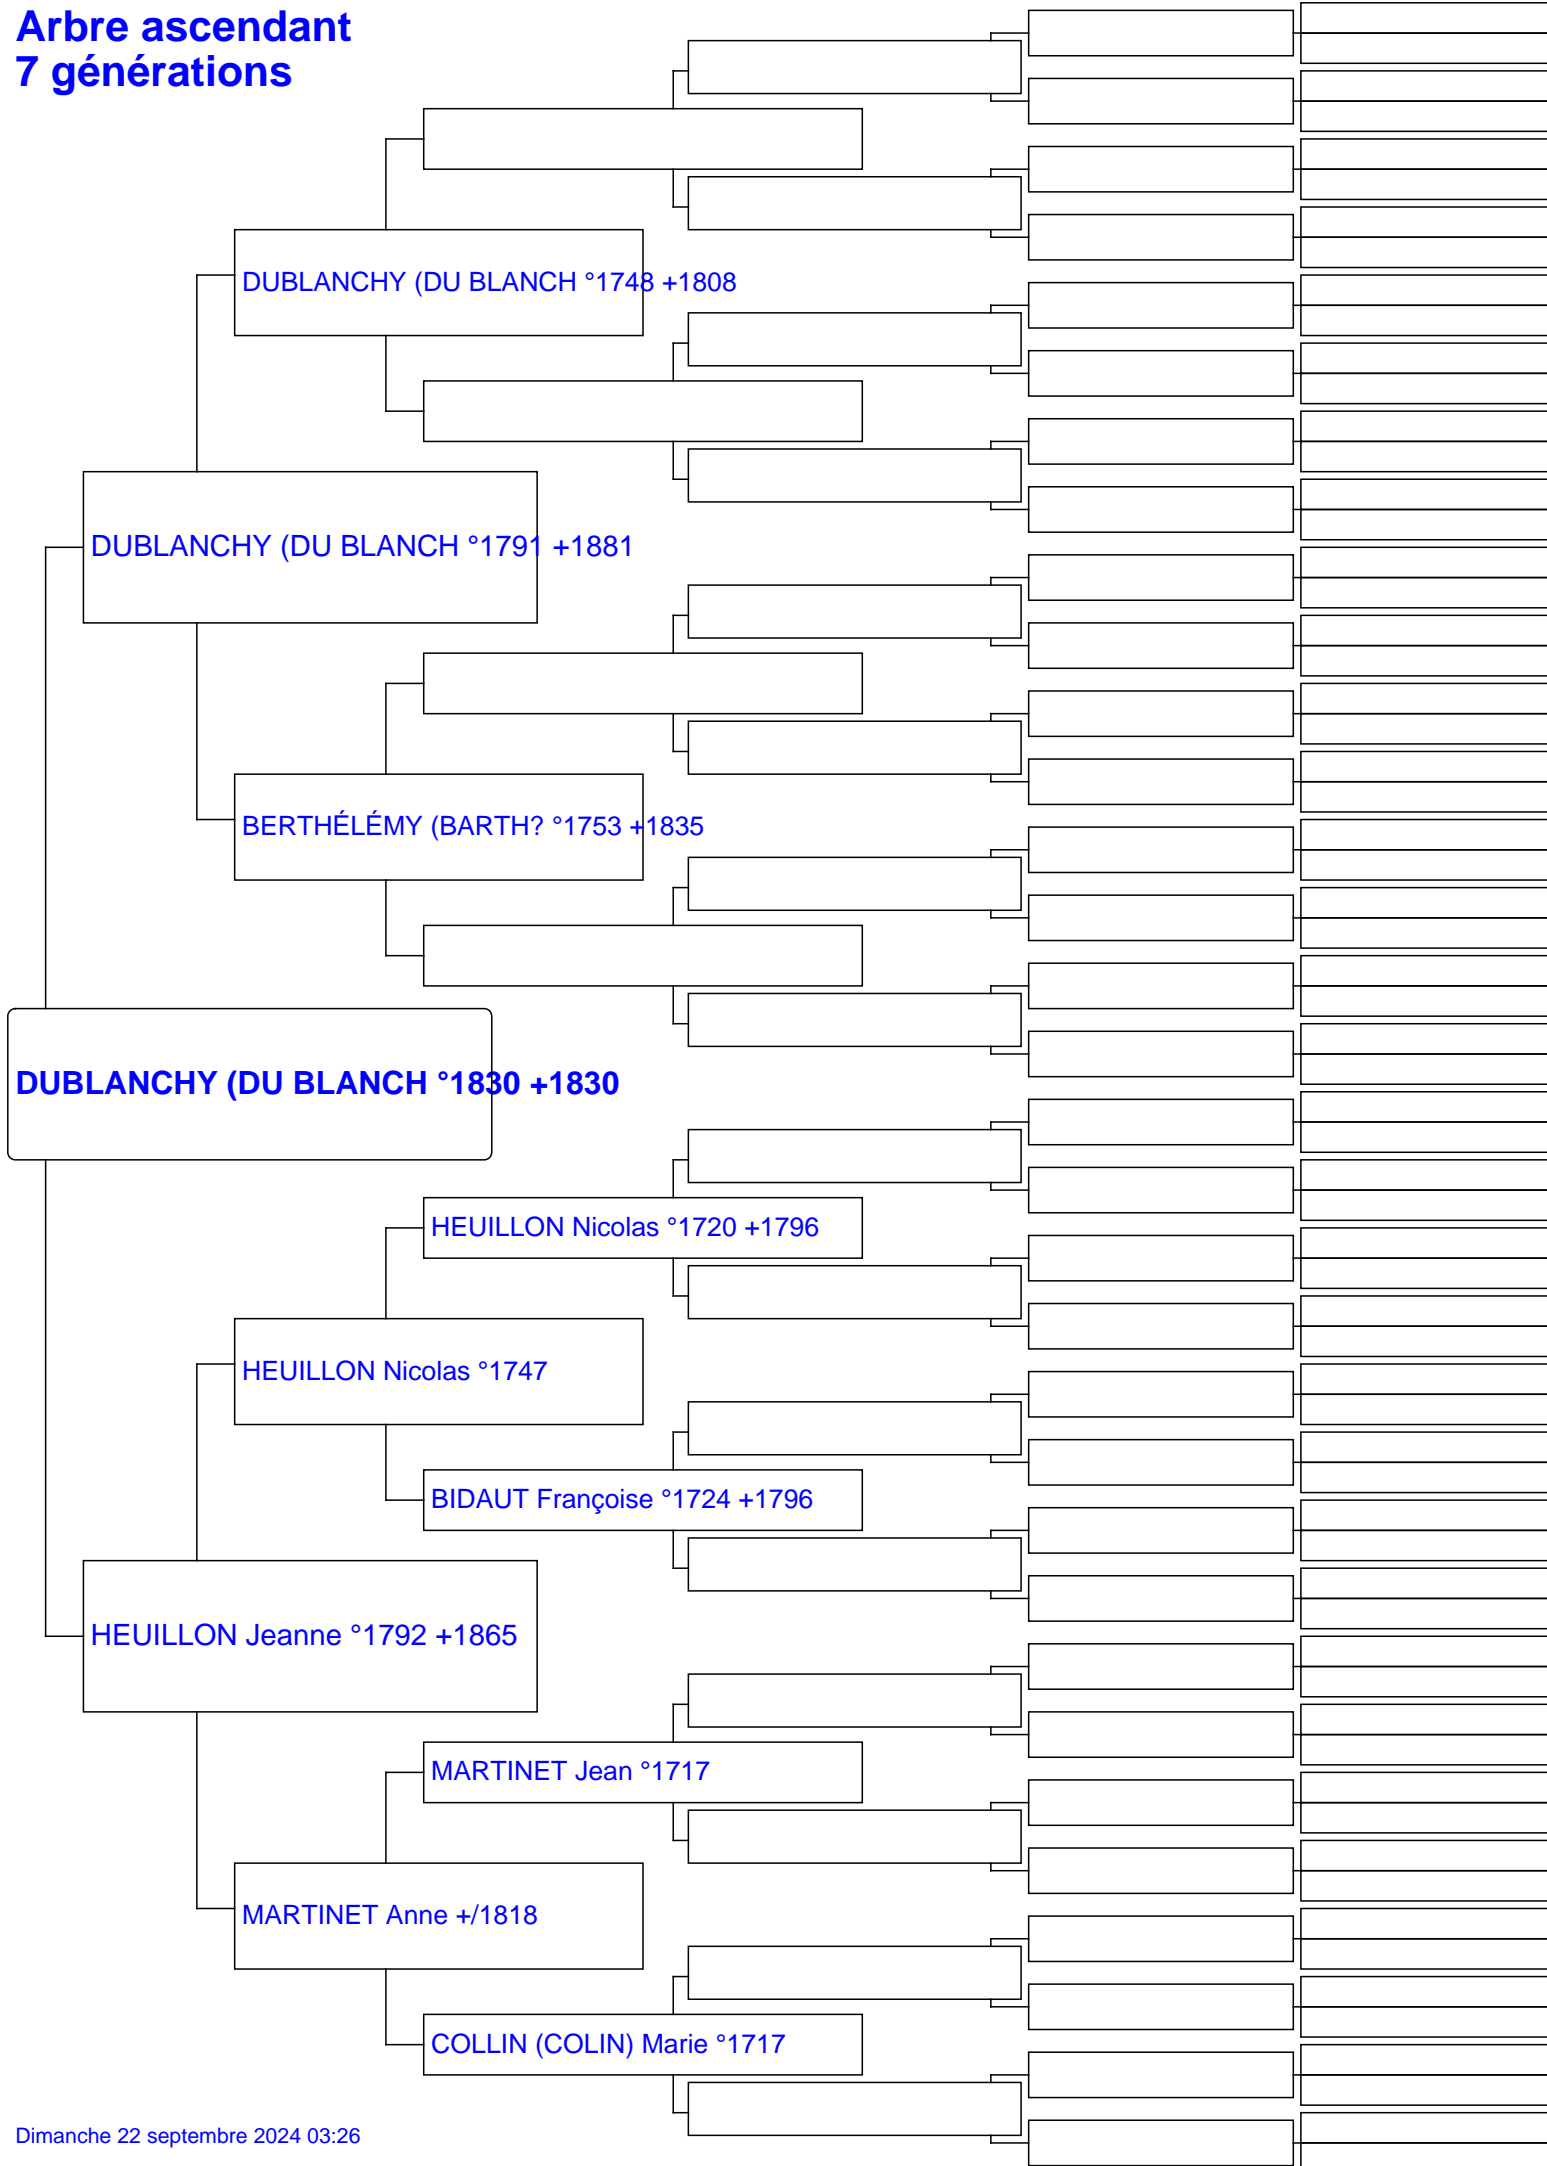 Arbre ascendant
7 générations
DUBLANCHY (DU BLANCH °1748 +1808
DUBLANCHY (DU BLANCH °1791 +1881
BERTHÉLÉMY (BARTH? °1753 +1835
DUBLANCHY (DU BLANCH °1830 +1830
HEUILLON Nicolas °1720 +1796
HEUILLON Nicolas °1747
BIDAUT Françoise °1724 +1796
HEUILLON Jeanne °1792 +1865
MARTINET Jean °1717
MARTINET Anne +/1818
COLLIN (COLIN) Marie °1717
Dimanche 22 septembre 2024 03:26